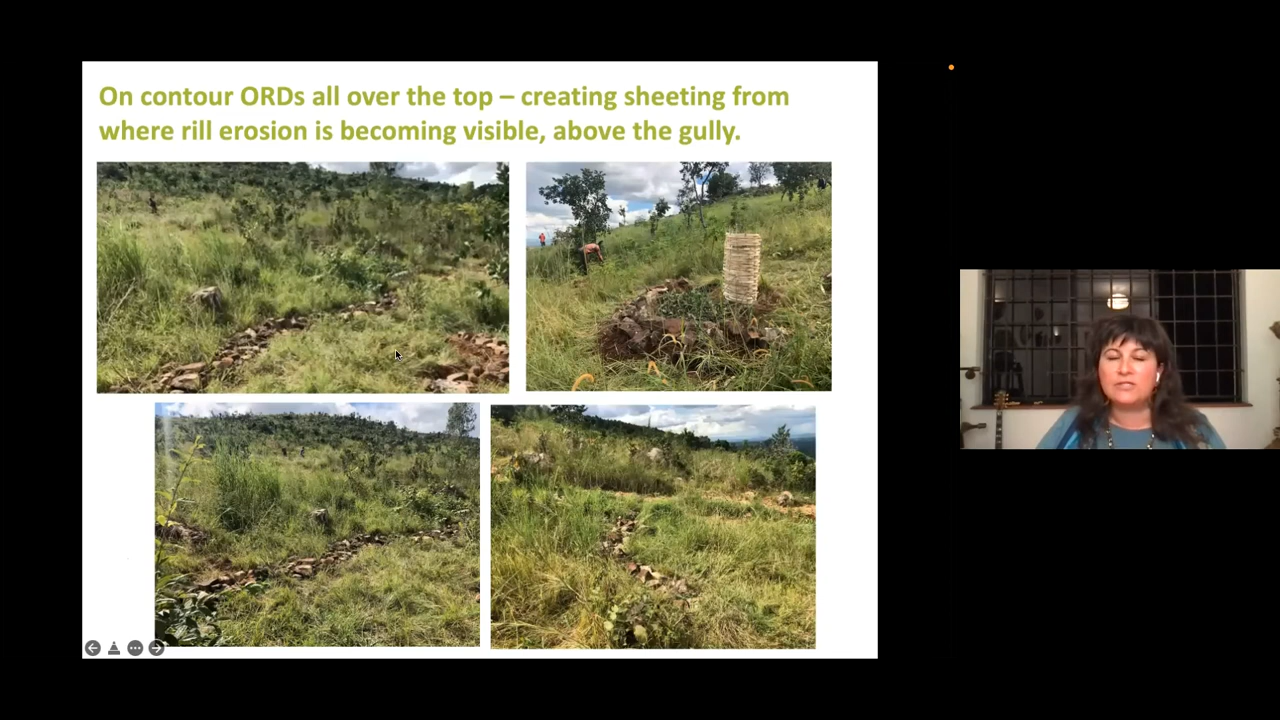 On contour ORDs all over the top – creating sheeting from
where rill erosion is becoming visible, above the gully.